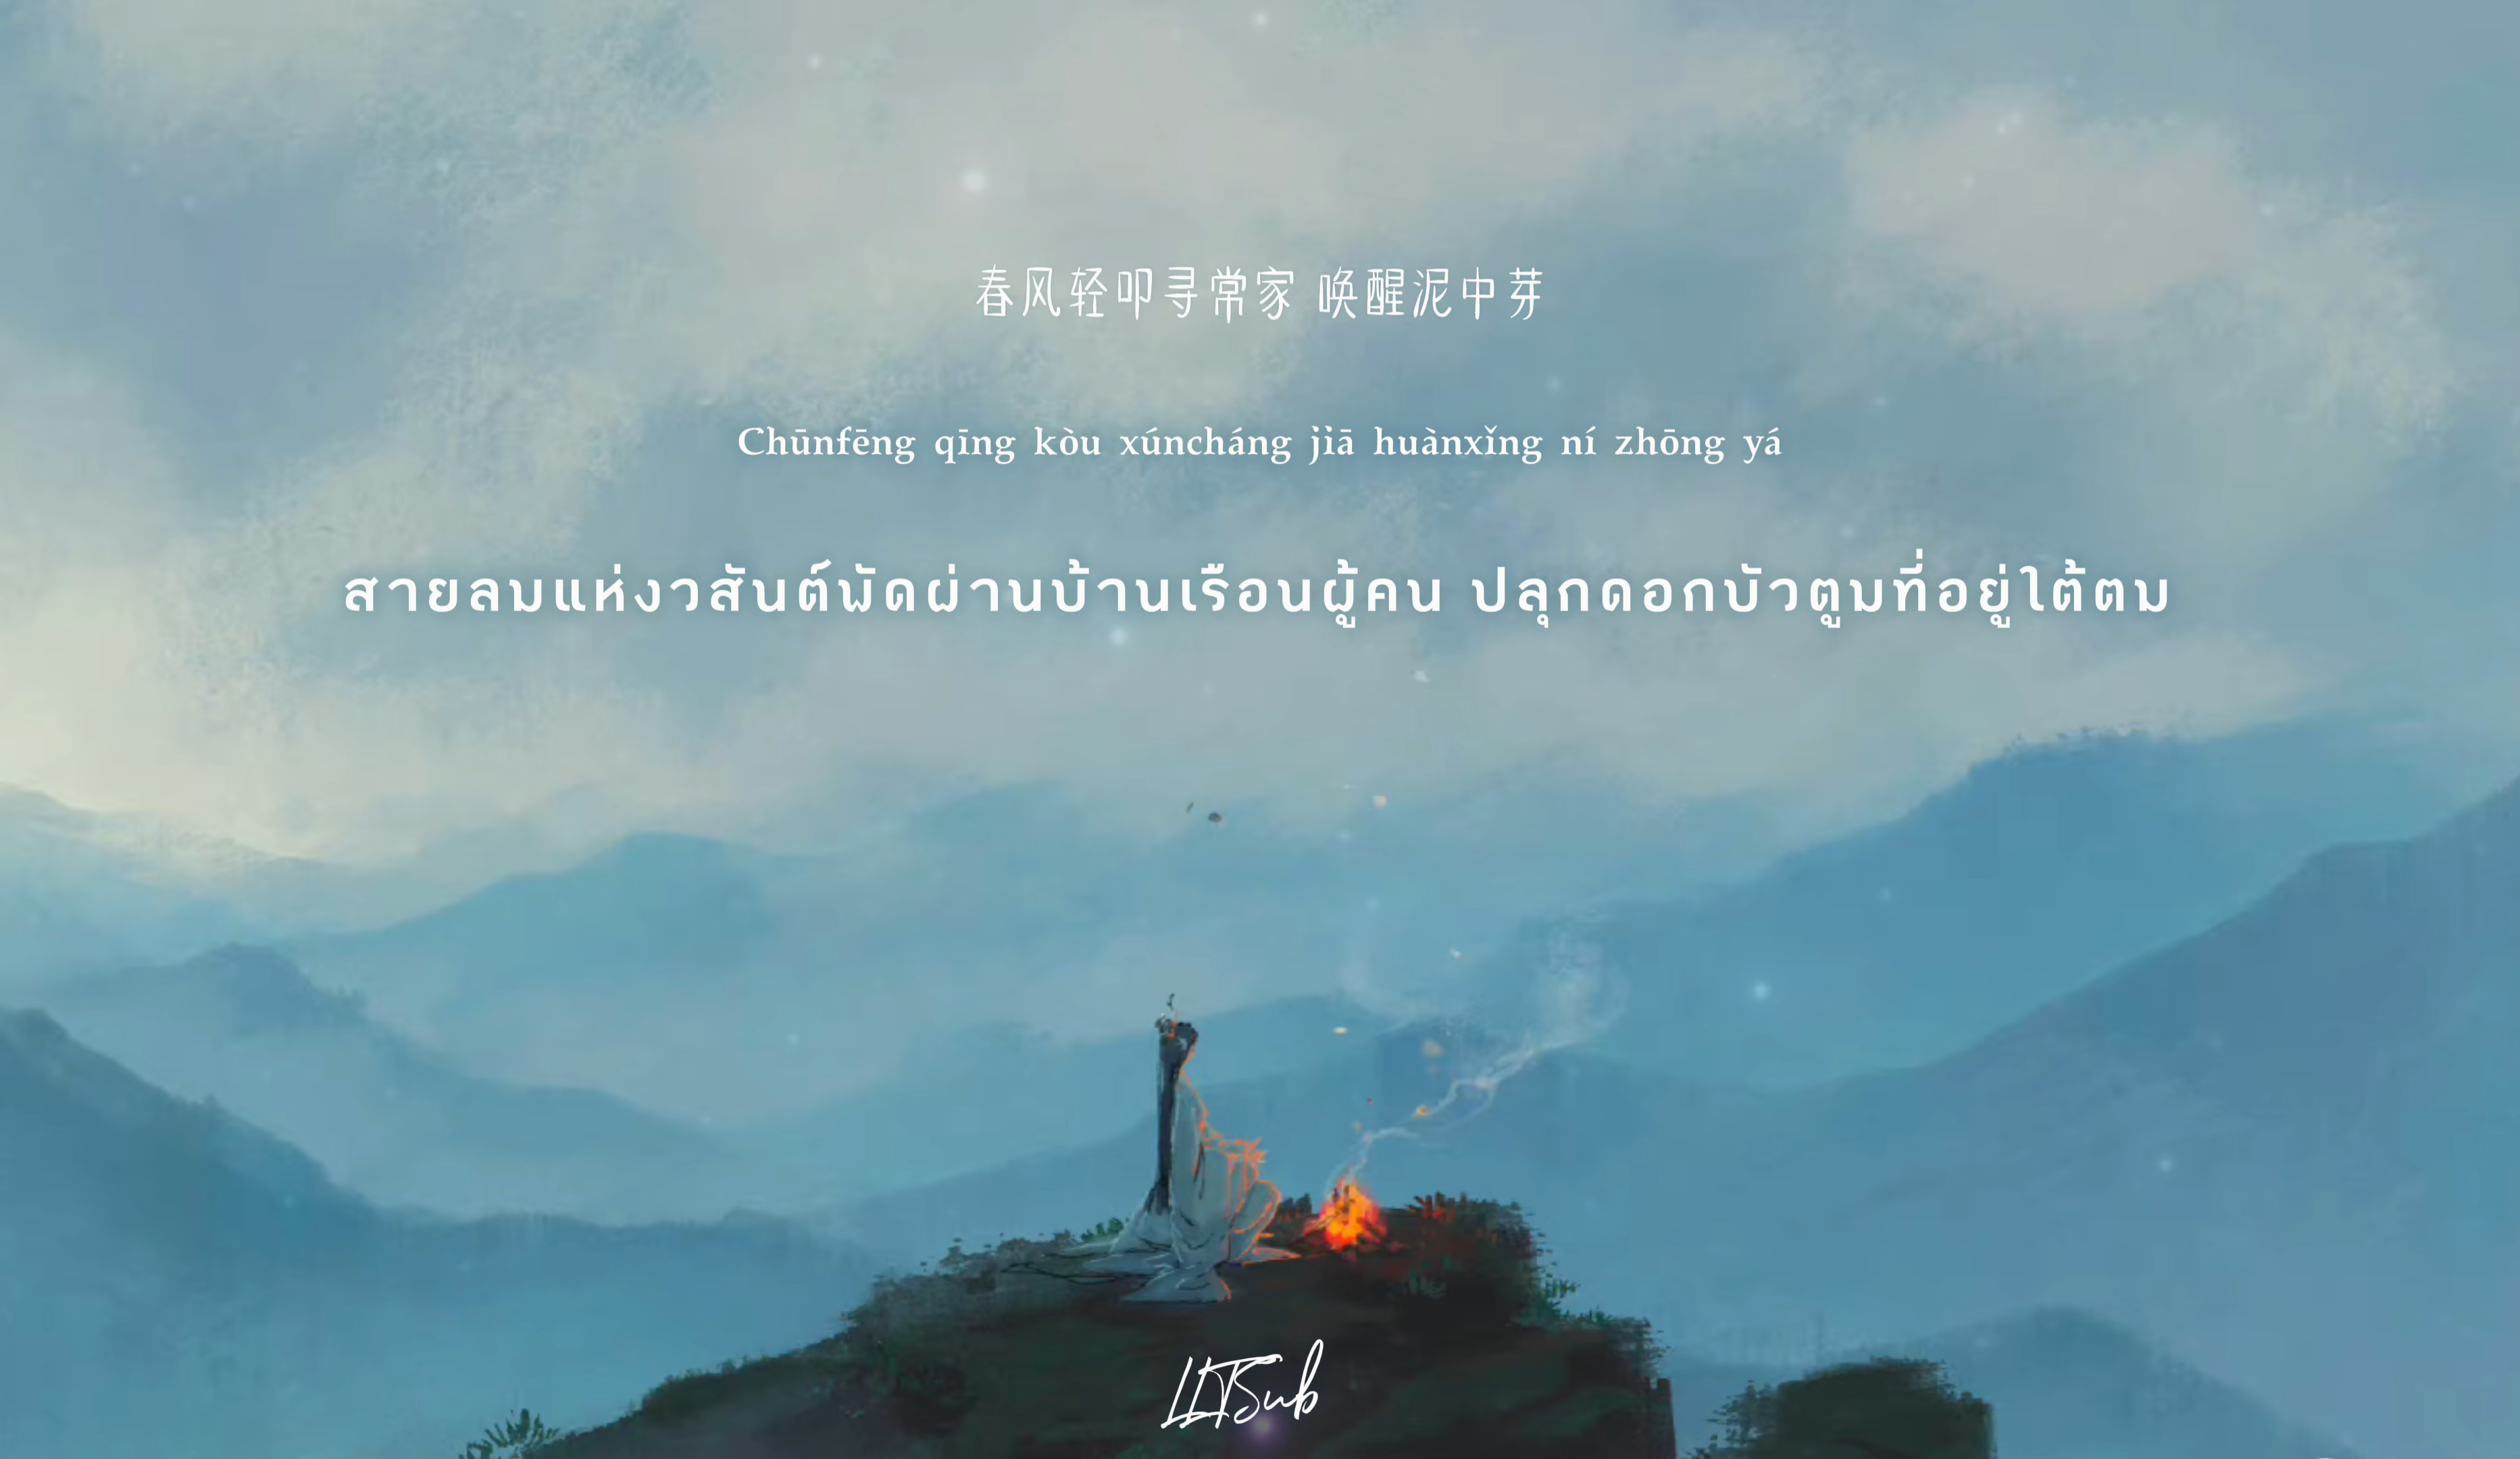 春风轻叩寻常家 唤醒泥中芽
Chūnfēng qīng kòu xúncháng jiā huànxǐng ní zhōng yá
สายลมแห่งวสันต์พัดผ่านบ้านเรือนผู้คน ปลุกดอกบัวตูมที่อยู่ใต้ตม
LLTSub